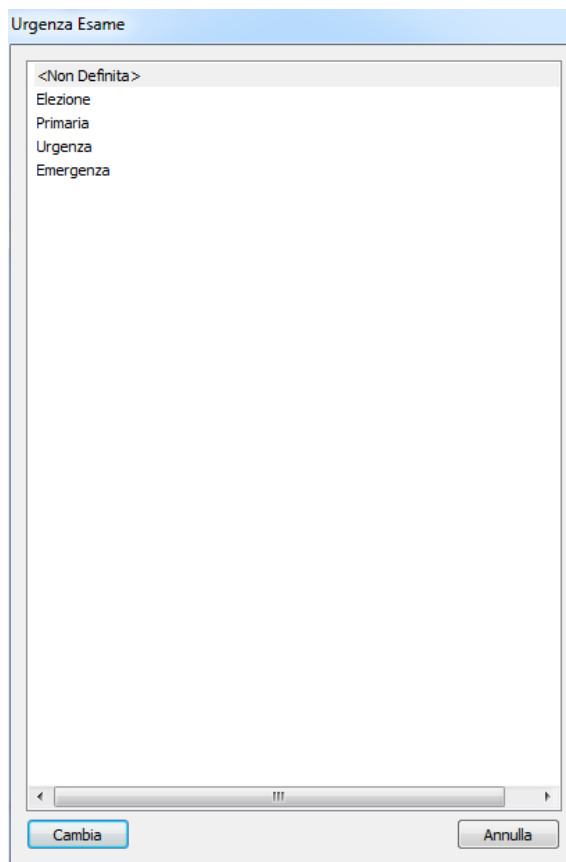 Urgenza Esame
<Non Definita>
Elezione
Primaria
Urgenza
Emergenza
Cambia
Annulla